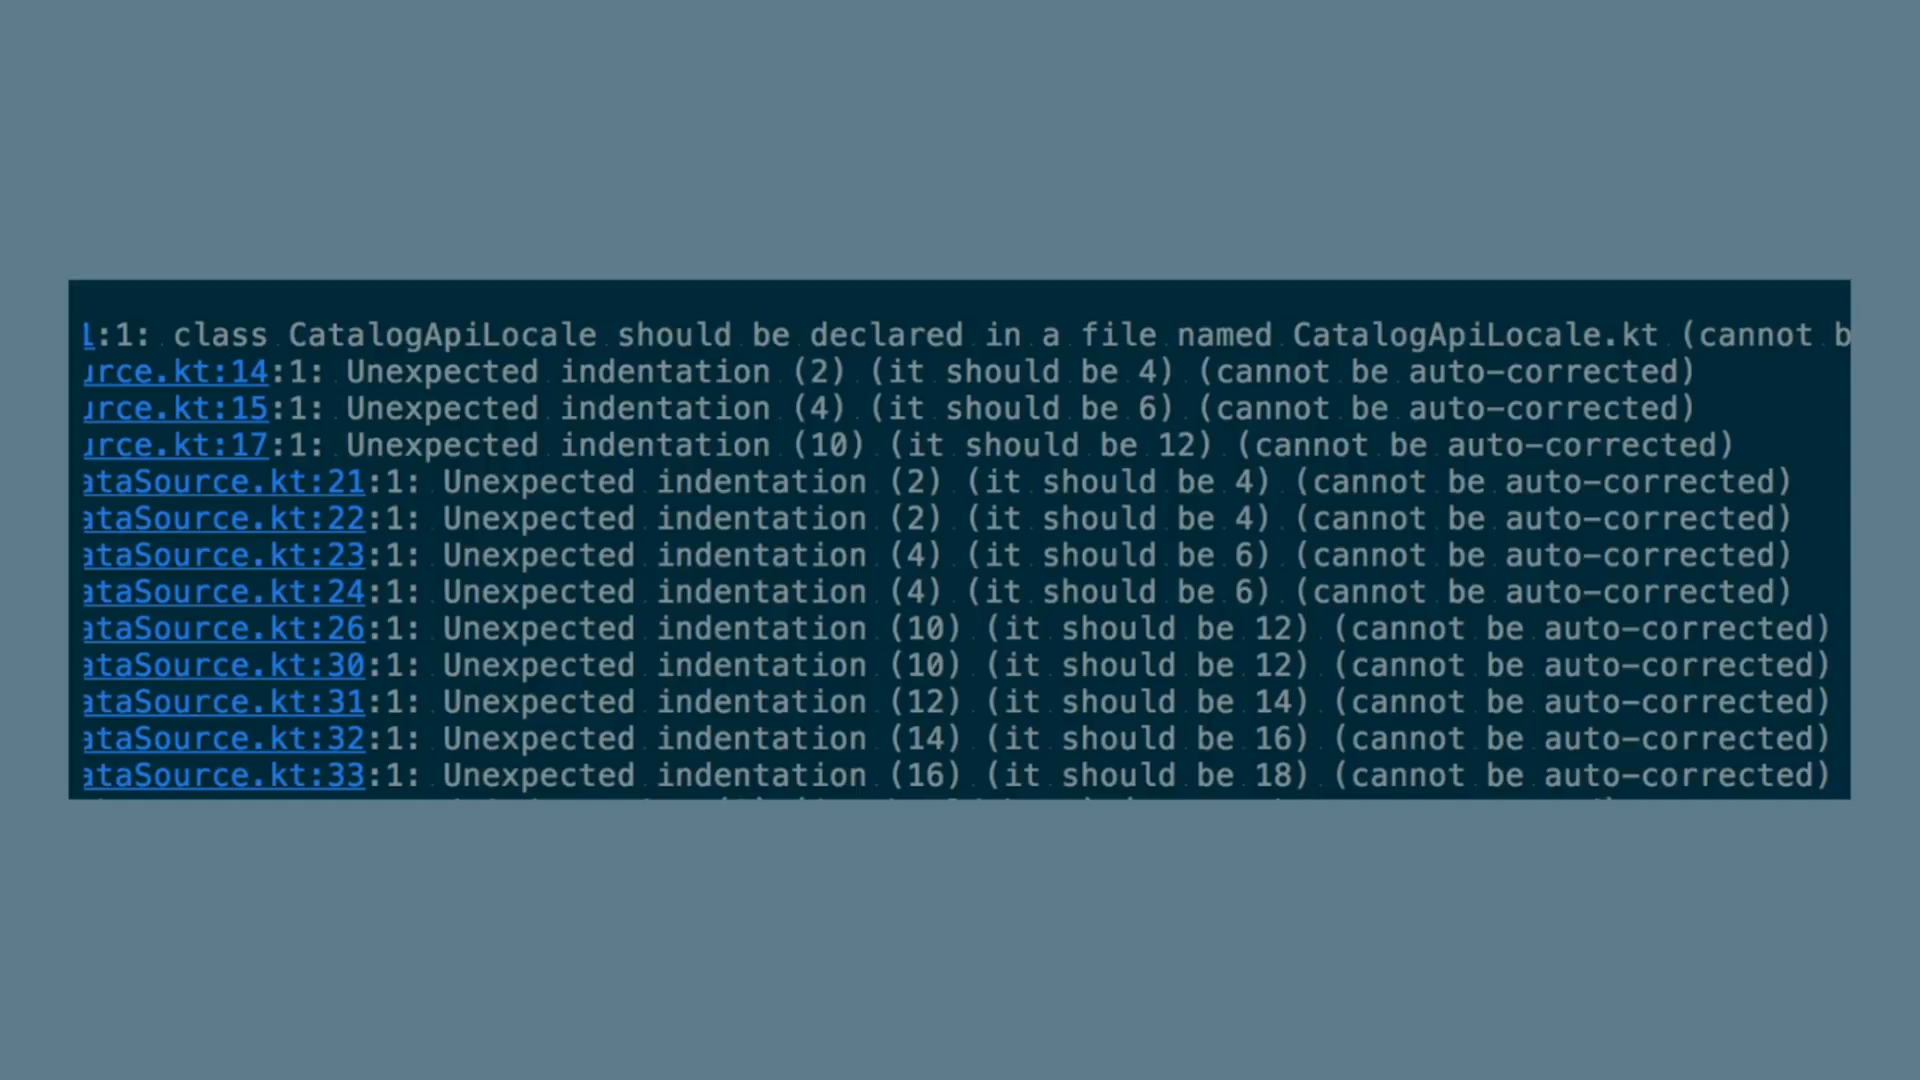 :1: class CatalogApiLocale should be declared in a file named CatalogApiLocale.kt (cannot b
urce.kt:14:1: Unexpected indentation (2) (it should be 4) (cannot be auto-corrected)
urce.kt:15:1: Unexpected indentation (4) (it should be 6) (cannot be auto-corrected)
urce.kt:17:1: Unexpected indentation (10) (it should be 12) (cannot be auto-corrected)
ataSource.kt:21:1: Unexpected indentation (2) (it should be 4) (cannot be auto-corrected)
ataSource.kt:22:1: Unexpected indentation (2) (it should be 4) (cannot be auto-corrected)
ataSource.kt:23:1: Unexpected indentation (4) (it should be 6) (cannot be auto-corrected)
ataSource.kt:24:1: Unexpected indentation (4) (it should be 6) (cannot be auto-corrected)
ataSource.kt:26:1: Unexpected indentation (10) (it should be 12) (cannot be auto-corrected)
ataSource.kt:30:1: Unexpected indentation (10) (it should be 12) (cannot be auto-corrected)
ataSource.kt:31:1: Unexpected indentation (12) (it should be 14) (cannot be auto-corrected)
ataSource.kt:32:1: Unexpected indentation (14) (it should be 16) (cannot be auto-corrected)
ataSource.kt:33:1: Unexpected indentation (16) (it should be 18) (cannot be auto-corrected)